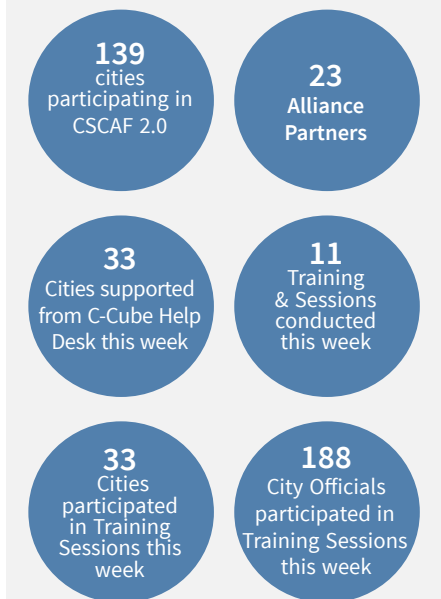 139
cities
participating in
CSCAF 2.0
23
Alliance
Partners
33
Cities supported
from C-Cube Help
Desk this week
11
Training
& Sessions
conducted
this week
33
Cities
participated
in Training
Sessions this
week
188
City Officials
participated in
Training Sessions
this week